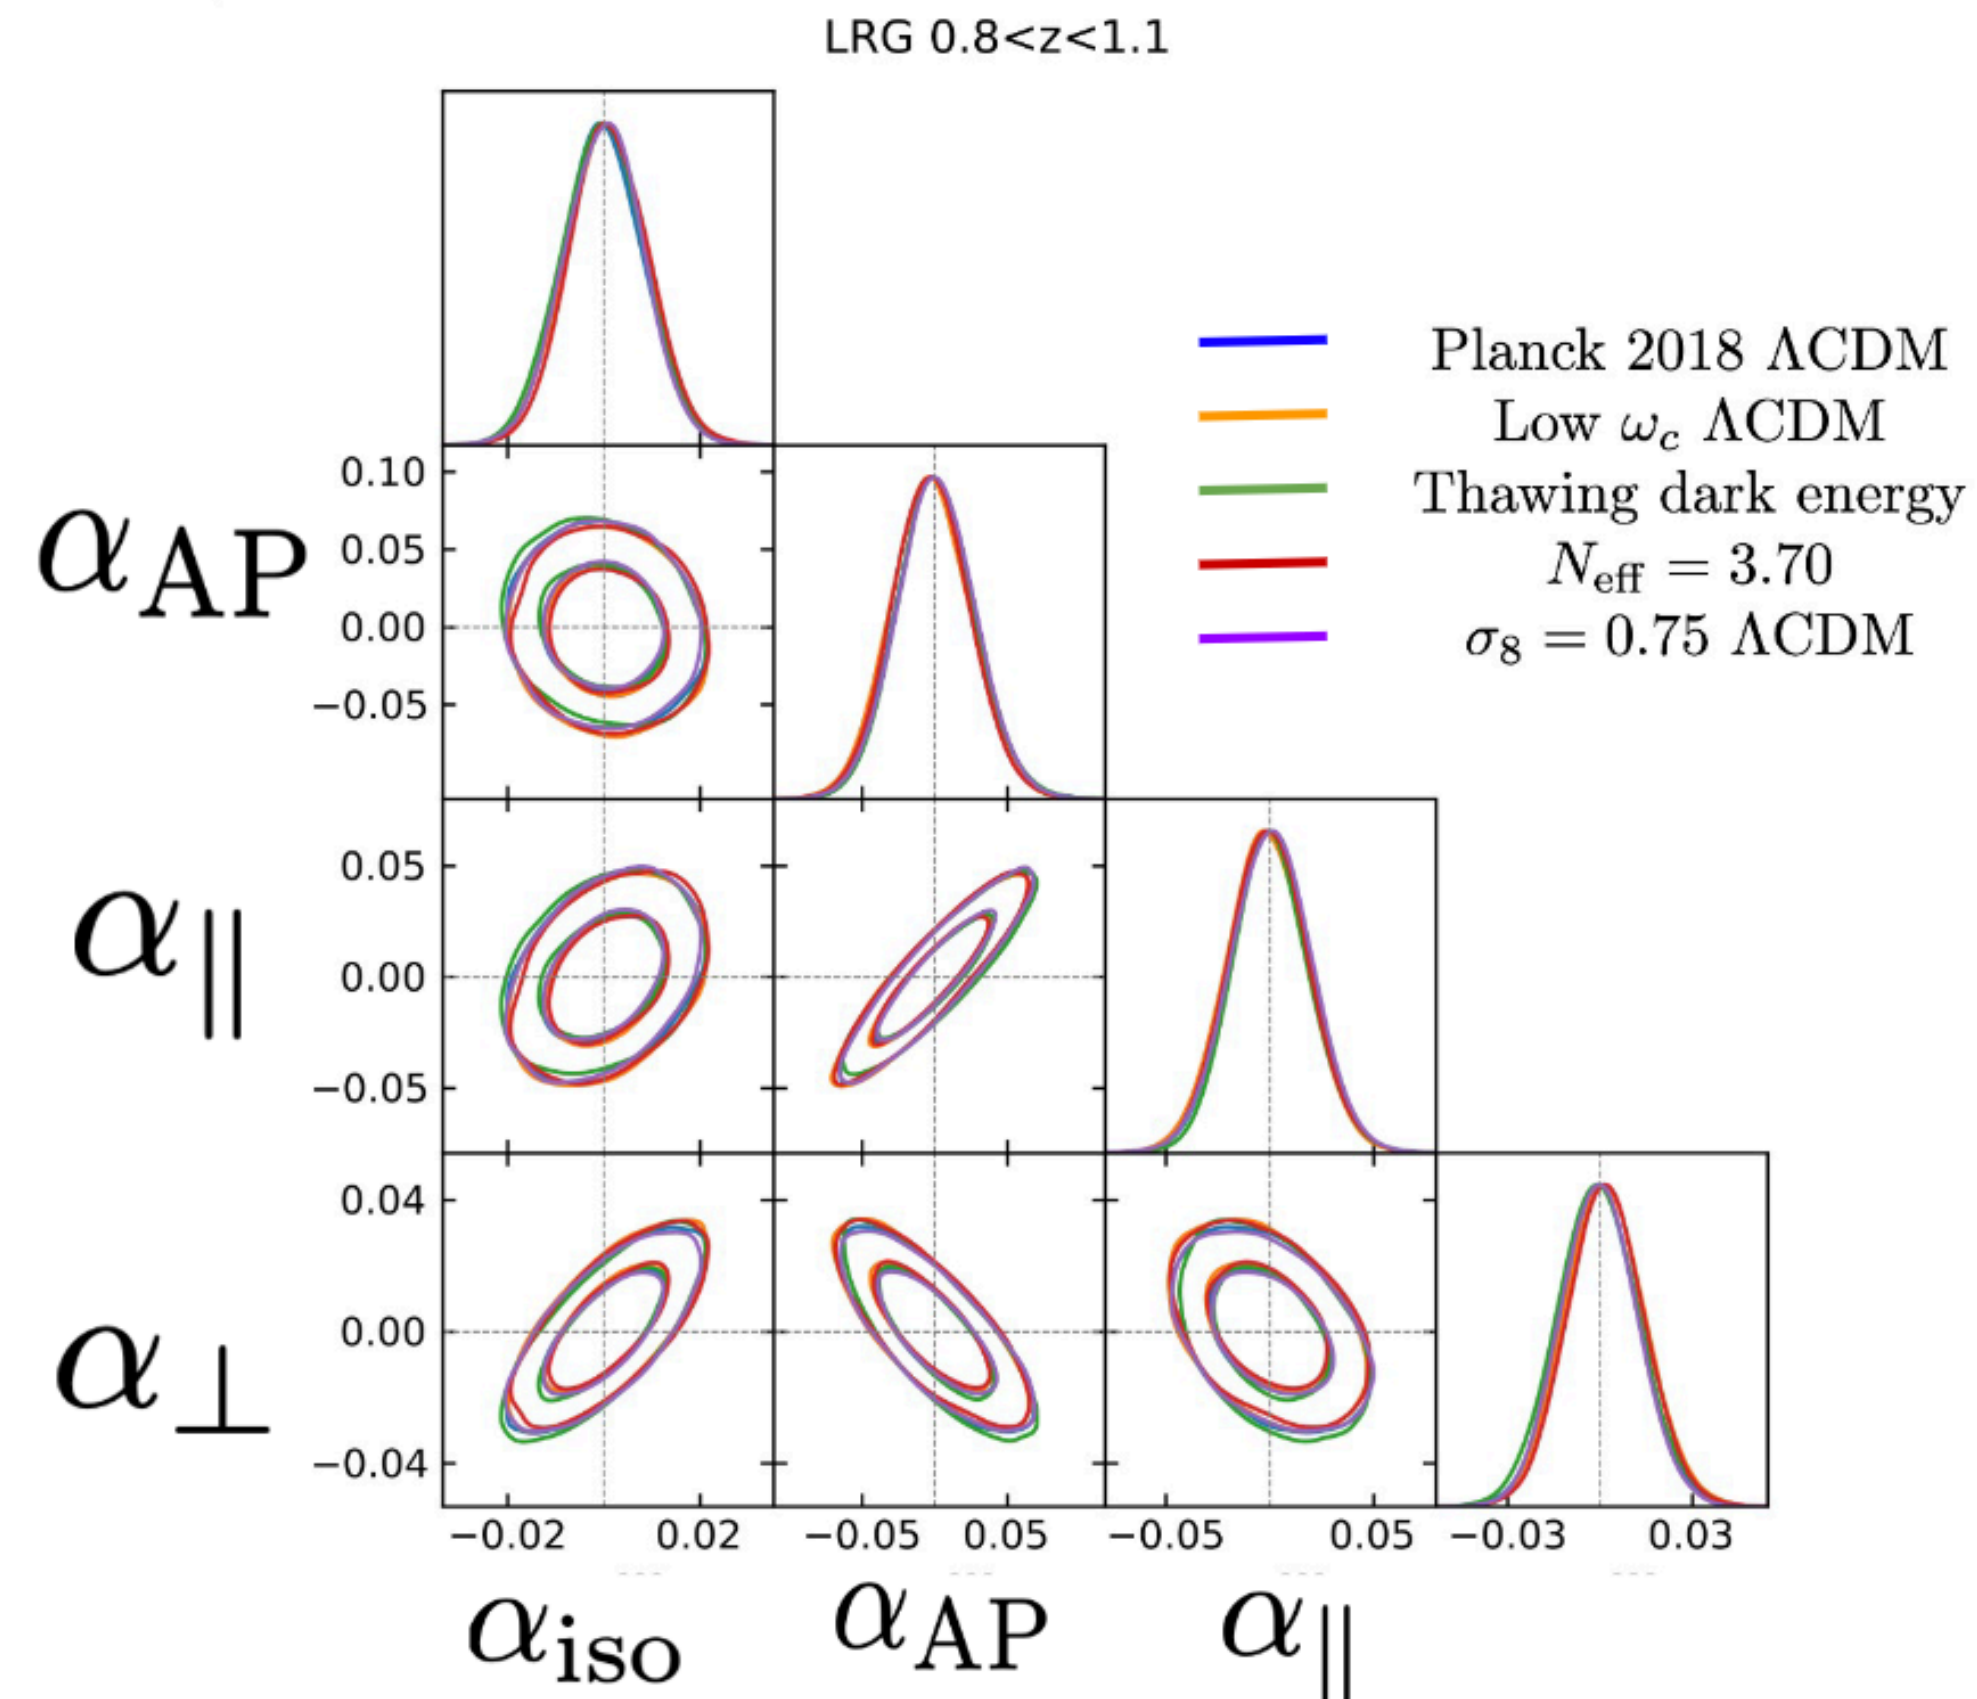 LRG 0.8<z<1.1
Planck 2018 ΛCDM
Low ω_c ΛCDM
Thawing dark energy
N_eff = 3.70
σ_8 = 0.75 ΛCDM
α_AP
0.10
0.05
0.00
−0.05
α_∥
0.05
0.00
−0.05
α_⊥
0.04
0.00
−0.04
−0.02 0.02 −0.05 0.05 −0.05 0.05 −0.03 0.03
α_iso α_AP α_∥